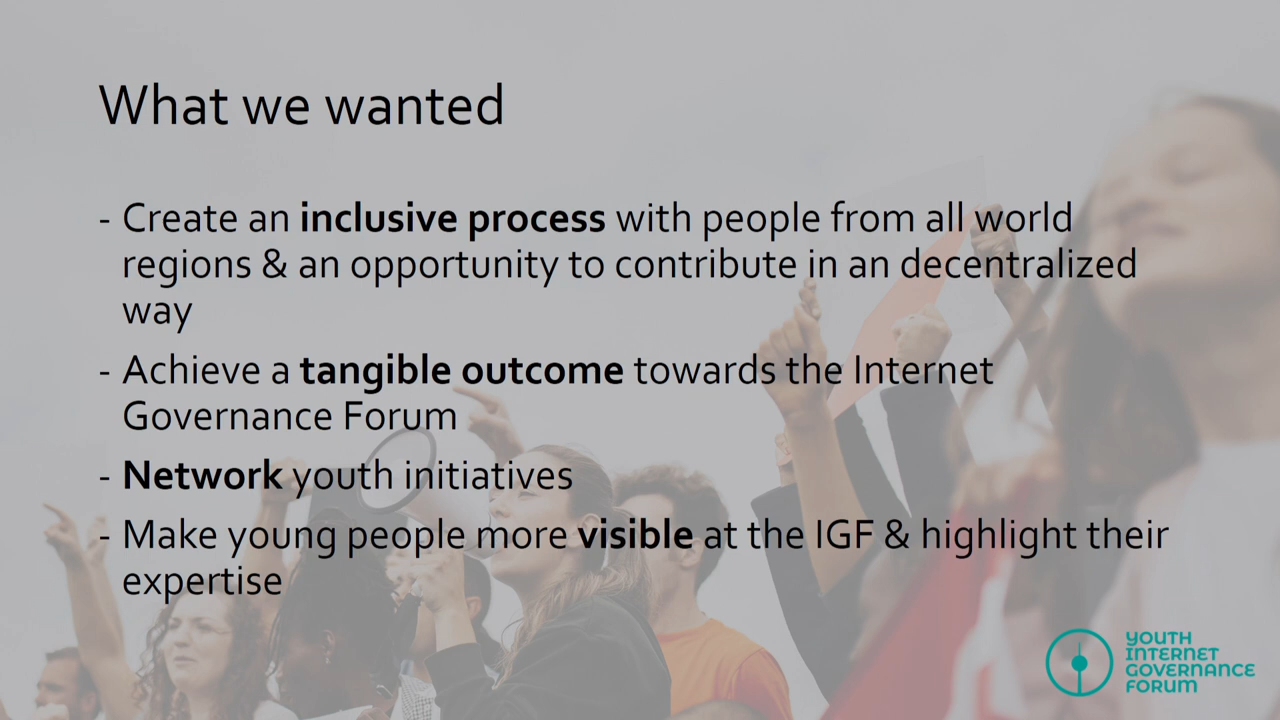 What we wanted
- Create an inclusive process with people from all world
regions & an opportunity to contribute in an decentralized
way
- Achieve a tangible outcome towards the Internet
Governance Forum
- Network youth initiatives
- Make young people more visible at the IGF & highlight their
expertise
YOUTH
INTERNET
GOVERNANCE
FORUM